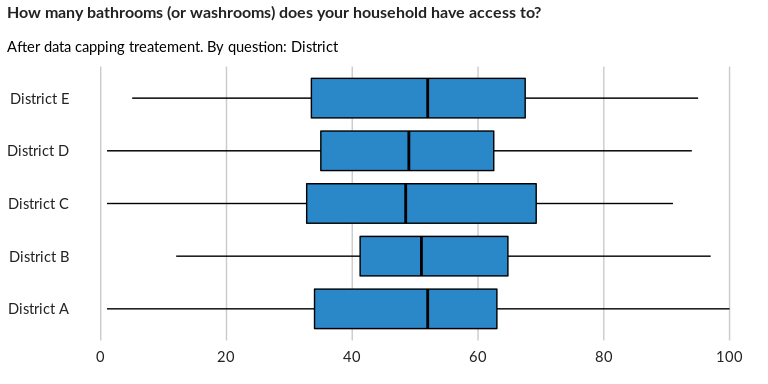 How many bathrooms (or washrooms) does your household have access to?
After data capping treatement. By question: District
District E
District D
District C
District B
District A
0 20 40 60 80 100